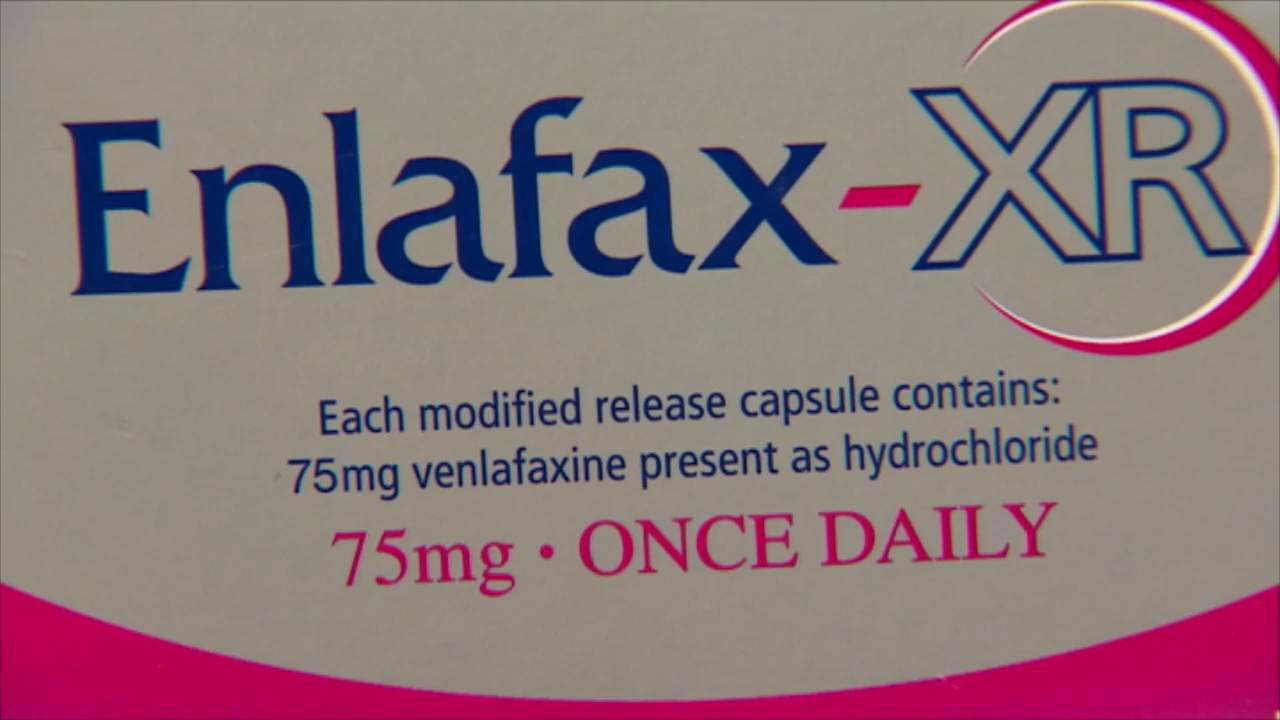 Enlafax-XR
Each modified release capsule contains:
75mg venlafaxine present as hydrochloride
75mg • ONCE DAILY